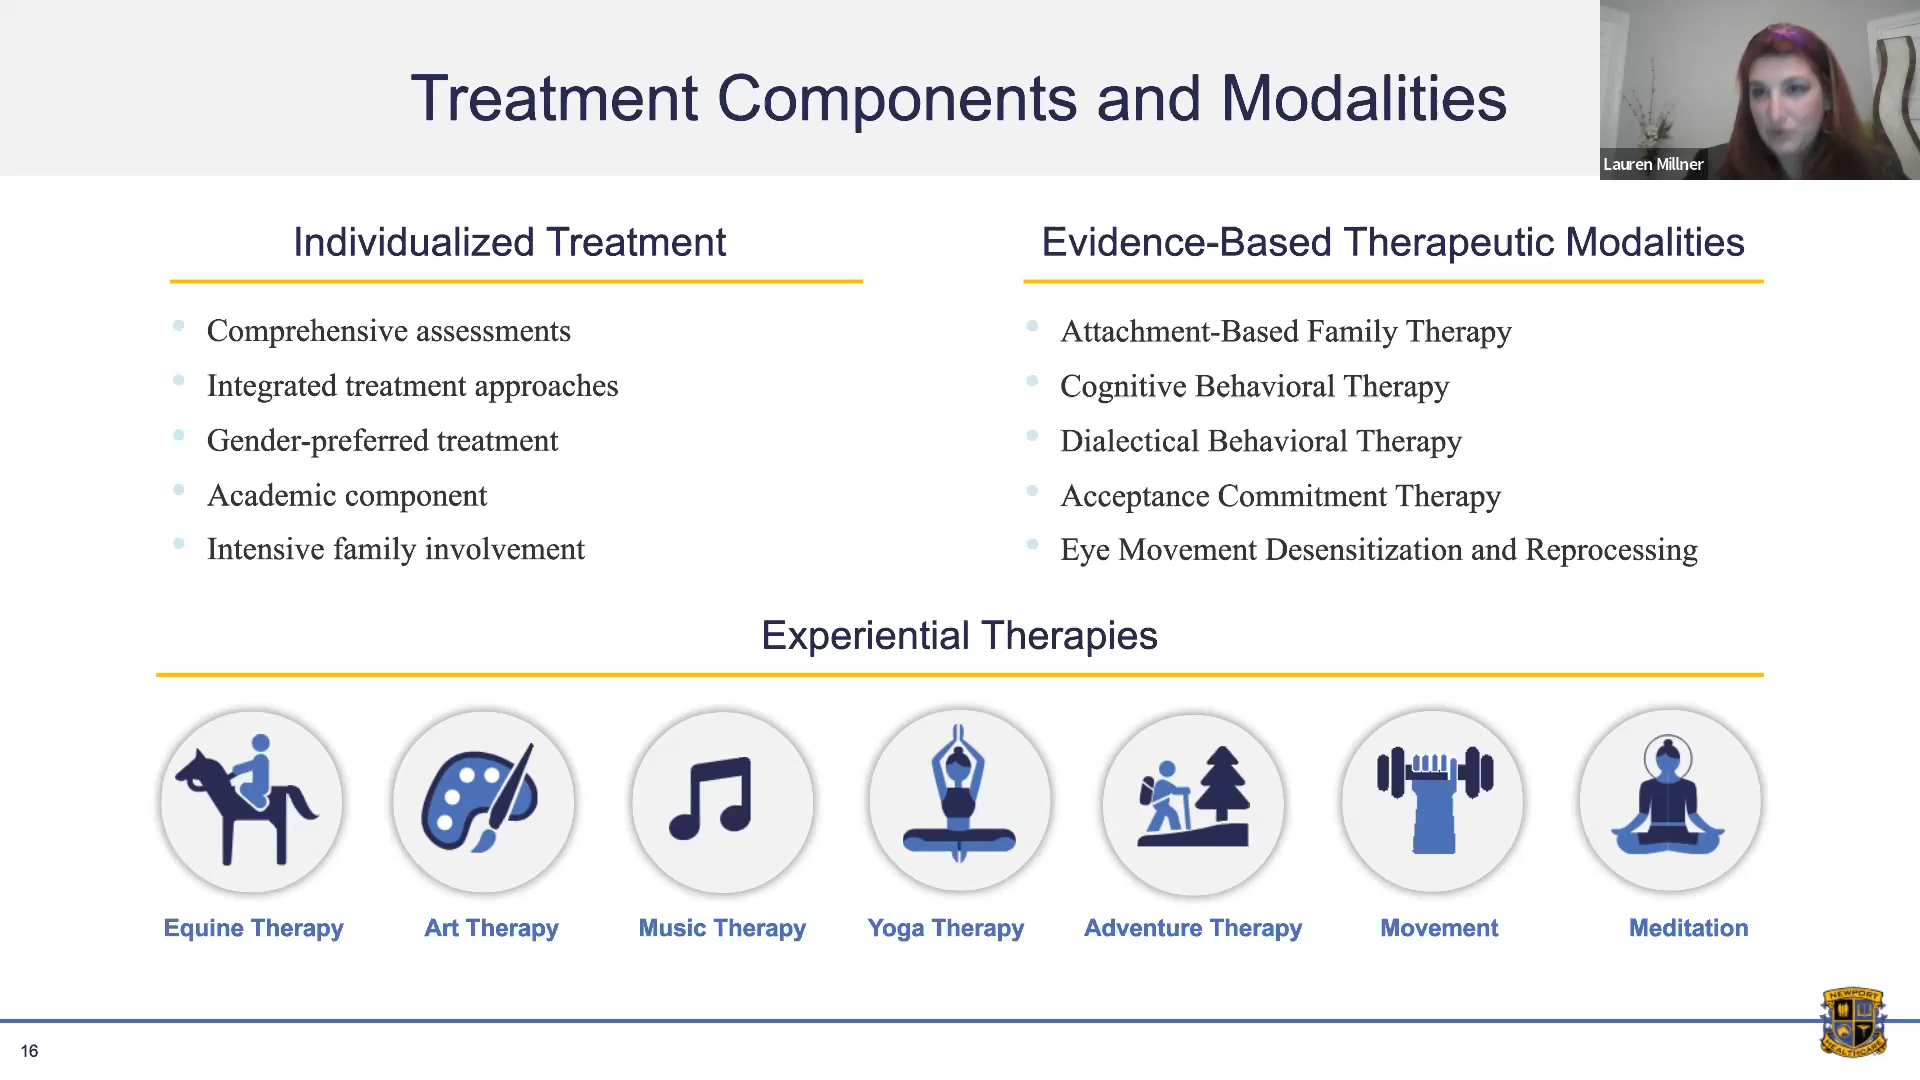 Treatment Components and Modalities
Lauren Millner
Individualized Treatment
Comprehensive assessments
Integrated treatment approaches
Gender-preferred treatment
Academic component
Intensive family involvement
Evidence-Based Therapeutic Modalities
Attachment-Based Family Therapy
Cognitive Behavioral Therapy
Dialectical Behavioral Therapy
Acceptance Commitment Therapy
Eye Movement Desensitization and Reprocessing
Experiential Therapies
Equine Therapy
Art Therapy
Music Therapy
Yoga Therapy
Adventure Therapy
Movement
Meditation
NEWPORT
HEALTHCARE
16